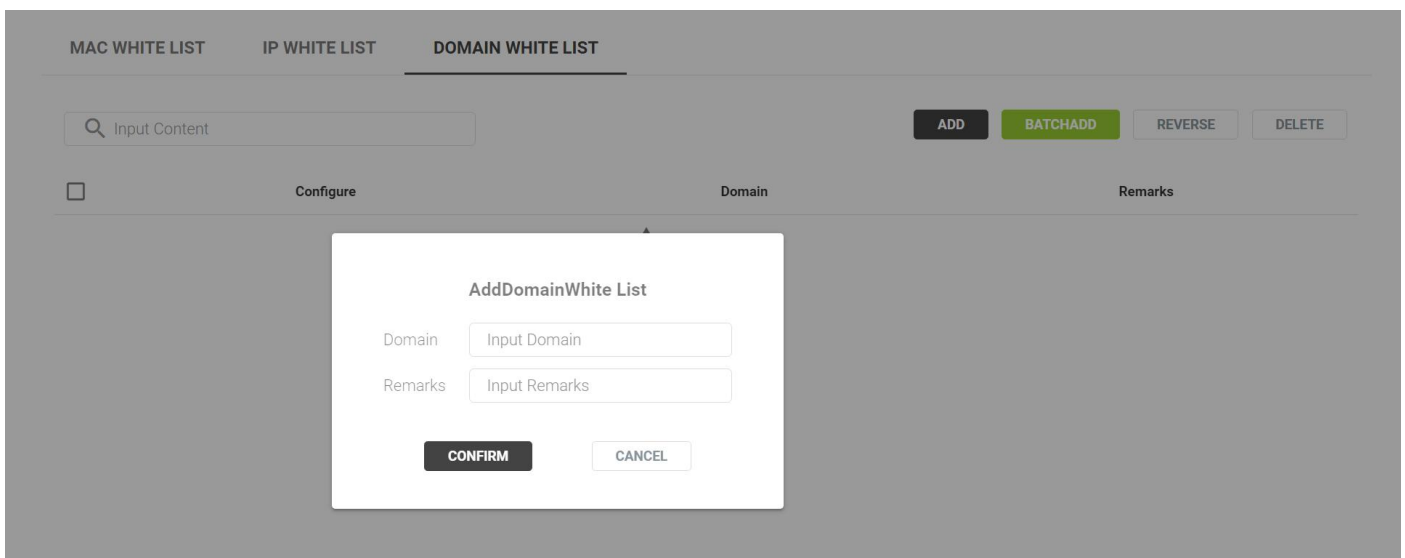 MAC WHITE LIST IP WHITE LIST DOMAIN WHITE LIST
Input Content ADD BATCHADD REVERSE DELETE
Configure Domain Remarks
AddDomainWhite List
Domain Input Domain
Remarks Input Remarks
CONFIRM CANCEL